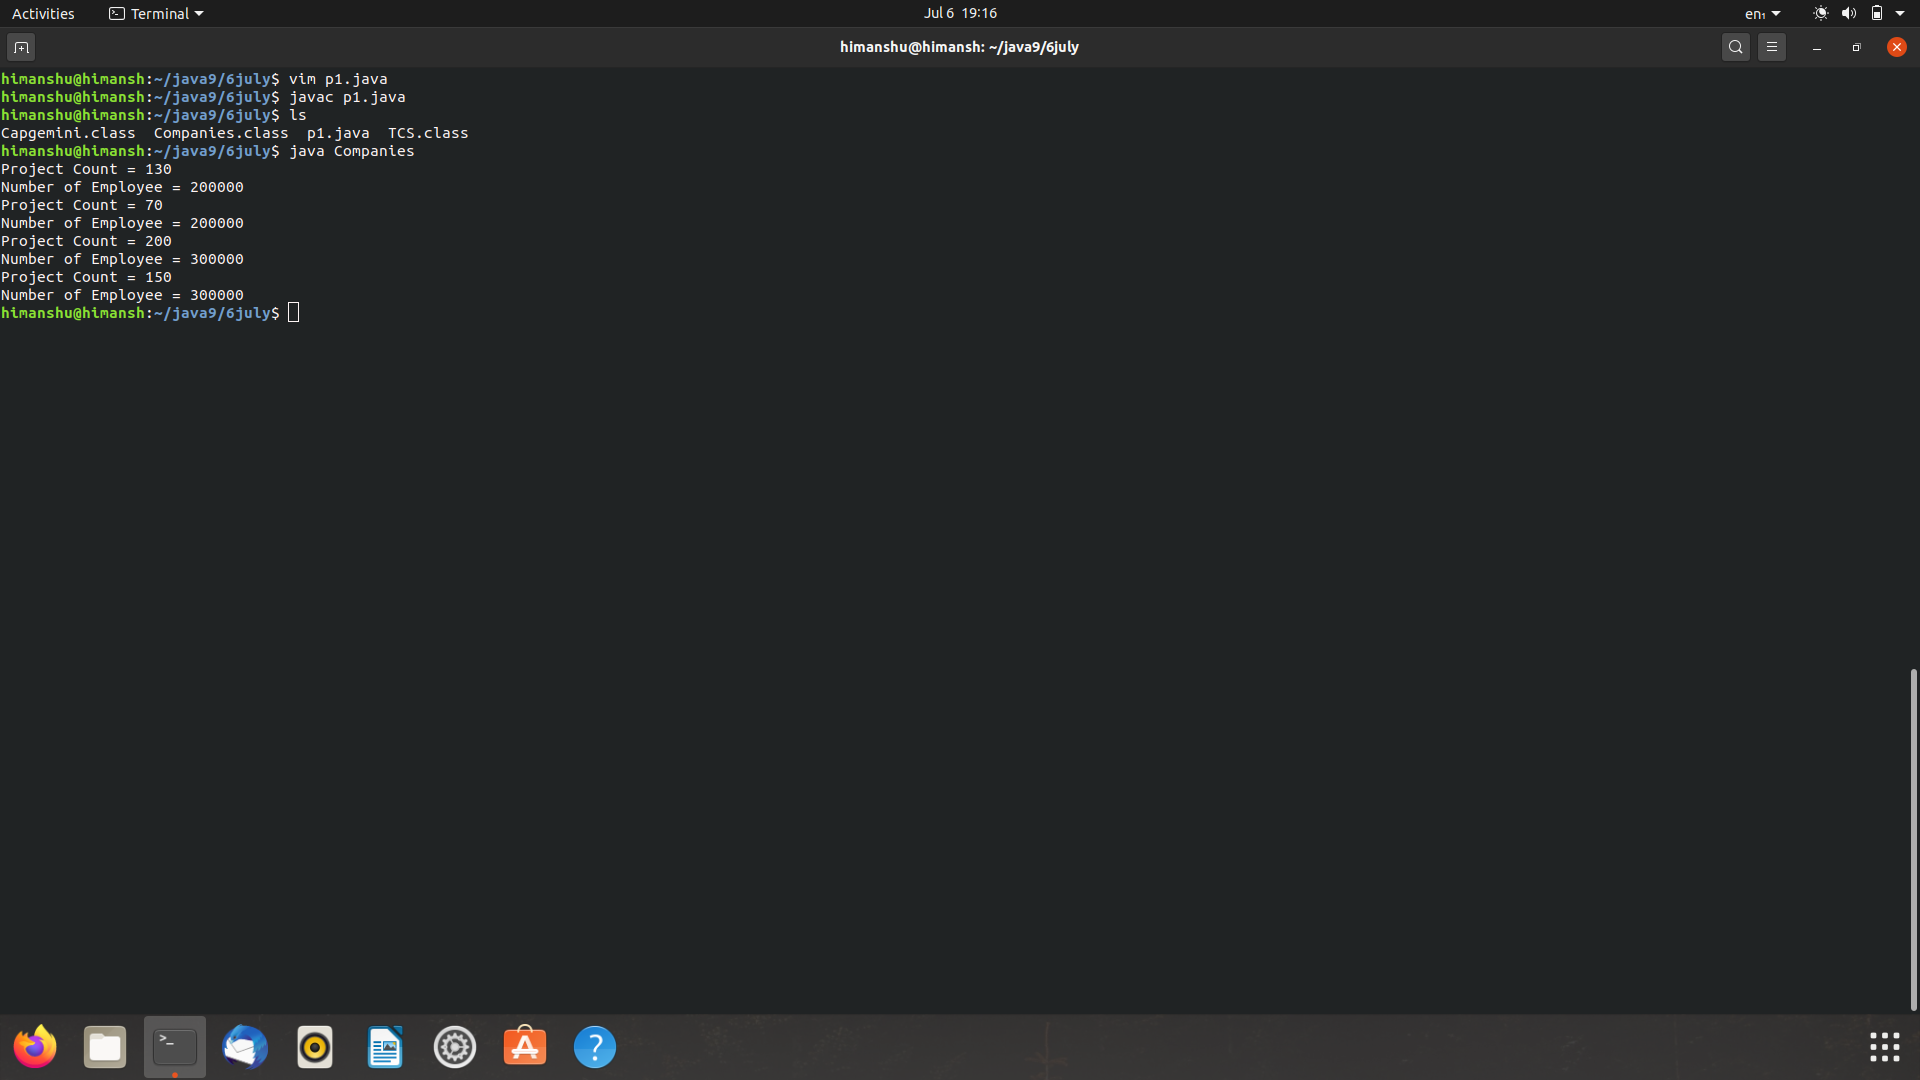 Activities Terminal Jul 6 19:16 en₁
himanshu@himansh: ~/java9/6july
himanshu@himansh:~/java9/6july$ vim p1.java
himanshu@himansh:~/java9/6july$ javac p1.java
himanshu@himansh:~/java9/6july$ ls
Capgemini.class  Companies.class  p1.java  TCS.class
himanshu@himansh:~/java9/6july$ java Companies
Project Count = 130
Number of Employee = 200000
Project Count = 70
Number of Employee = 200000
Project Count = 200
Number of Employee = 300000
Project Count = 150
Number of Employee = 300000
himanshu@himansh:~/java9/6july$